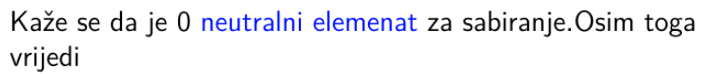 Kaže se da je 0 neutralni elemenat za sabiranje.Osim toga
vrijedi